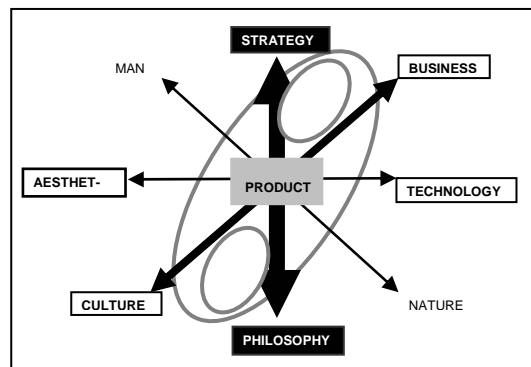 STRATEGY
MAN
BUSINESS
AESTHET-
PRODUCT
TECHNOLOGY
CULTURE
NATURE
PHILOSOPHY